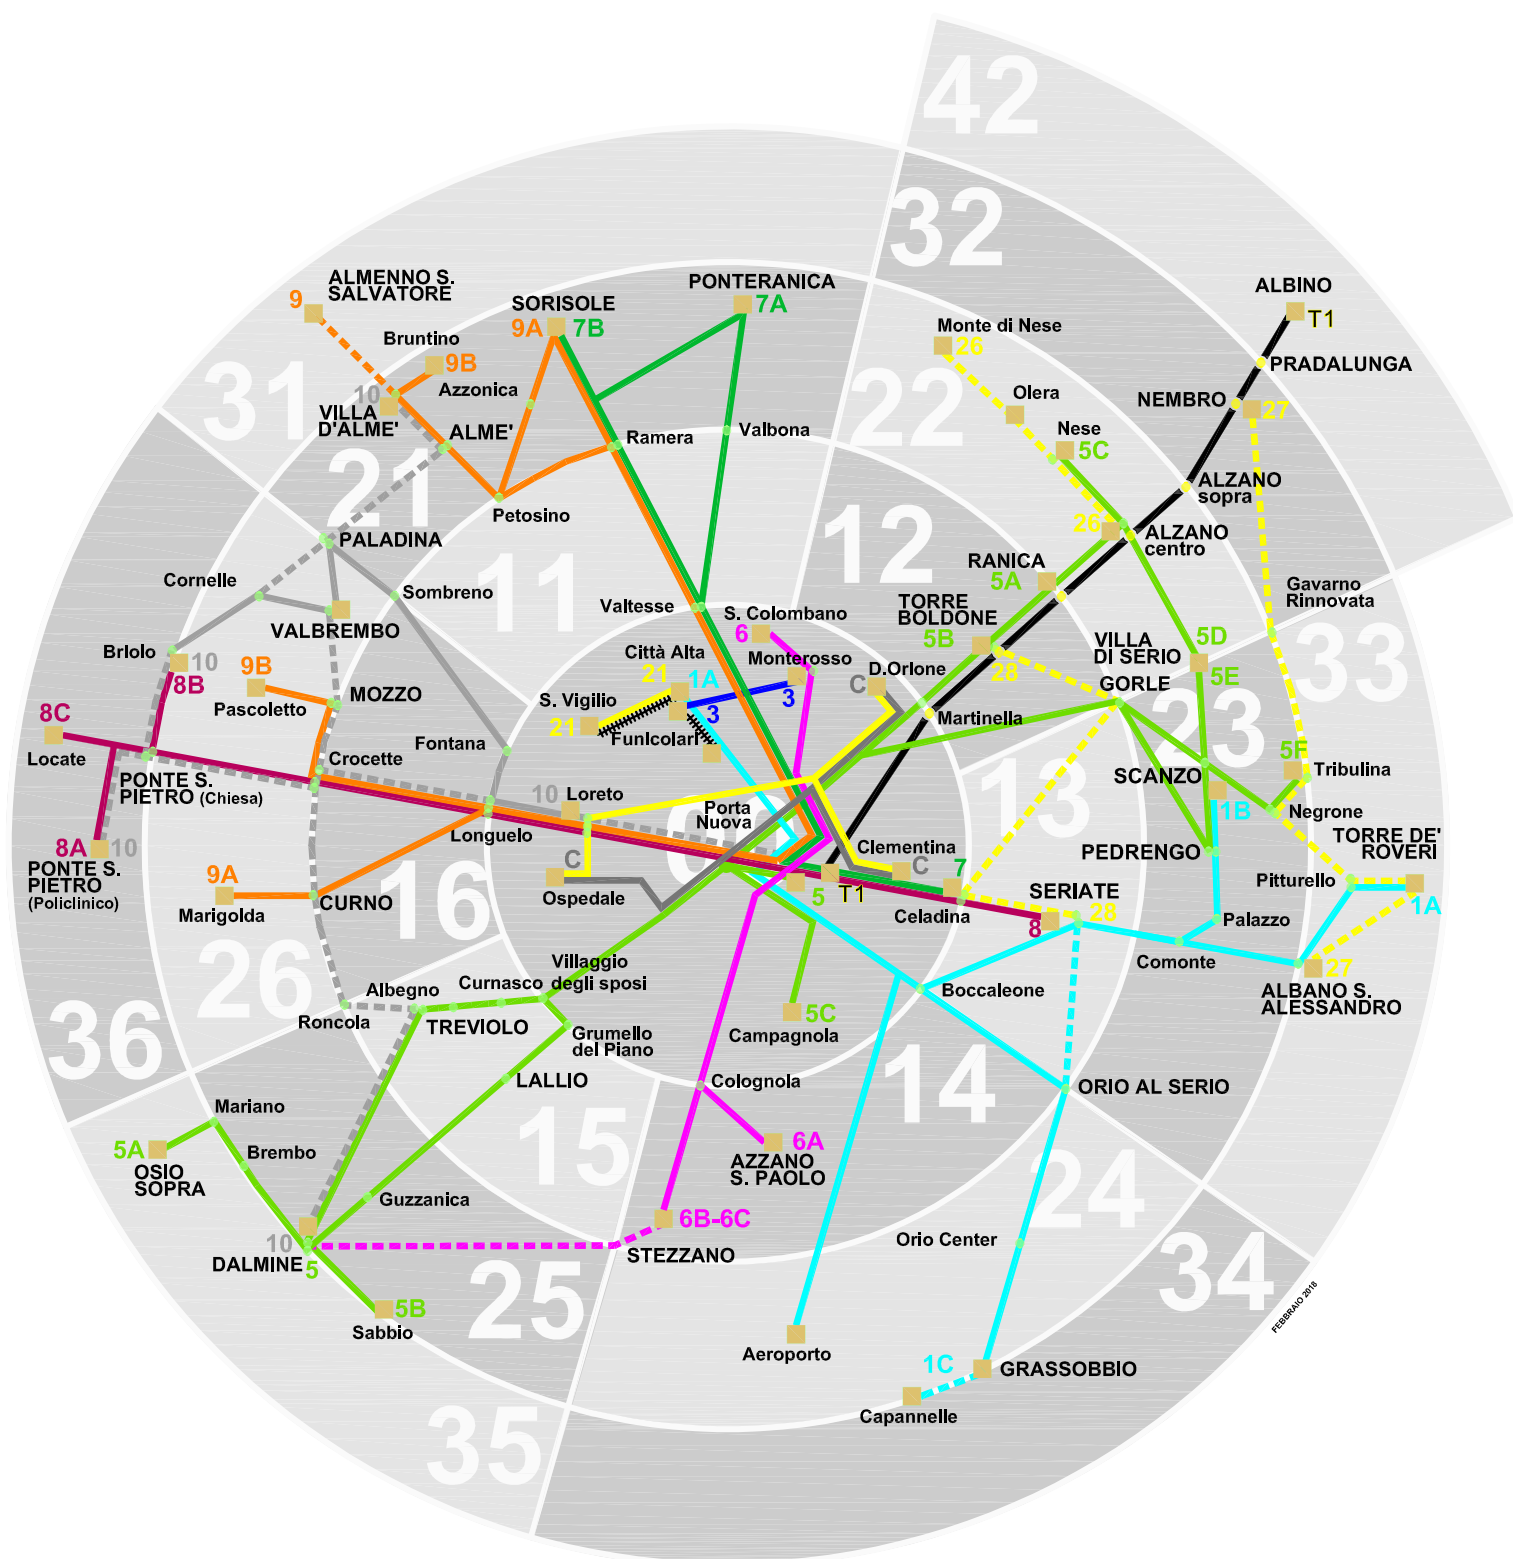 42
32
ALBINO
T1
PRADALUNGA
NEMBRO
27
ALMENNO S.
SALVATORE
9
SORISOLE
9A
7B
PONTERANICA
7A
Bruntino
9B
Azzonica
10
VILLA
D'ALME'
ALME'
31
21
Ramera
Valbona
Petosino
Monte di Nese
26
Olera
Nese
5C
22
12
ALZANO
sopra
ALZANO
centro
26
RANICA
5A
TORRE
BOLDONE
5B
28
PALADINA
Cornelle
Sombreno
11
Valtesse
S. Colombano
6
Monterosso
3
D.Orione
C
VALBREMBO
Briolo
10
8B
9B
Pascoletto
MOZZO
Città Alta
21
1A
S. Vigilio
21
3
Funicolari
Gavarno
Rinnovata
33
VILLA
DI SERIO
5D
5E
GORLE
23
Martinella
13
8C
Locate
Fontana
Crocette
PONTE S.
PIETRO (Chiesa)
10
Loreto
Porta
Nuova
00
Longuelo
SCANZO
5F
Tribulina
1B
Negrone
TORRE DE'
ROVERI
PEDRENGO
Pitturello
1A
8A
10
PONTE S.
PIETRO
(Policlinico)
9A
Marigolda
CURNO
16
26
C
Ospedale
Clementina
C
5
T1
7
Celadina
SERIATE
28
8
Palazzo
Comonte
27
ALBANO S.
ALESSANDRO
36
Albegno
Roncola
Curnasco
Villaggio
degli sposi
TREVIOLO
Grumello
del Piano
LALLIO
Boccaleone
5C
Campagnola
14
Colognola
ORIO AL SERIO
Mariano
5A
OSIO
SOPRA
Brembo
15
6A
AZZANO
S. PAOLO
Guzzanica
24
6B-6C
STEZZANO
Orio Center
10
DALMINE
5
25
5B
Sabbio
34
FEBBRAIO 2018
Aeroporto
1C
GRASSOBBIO
Capannelle
35